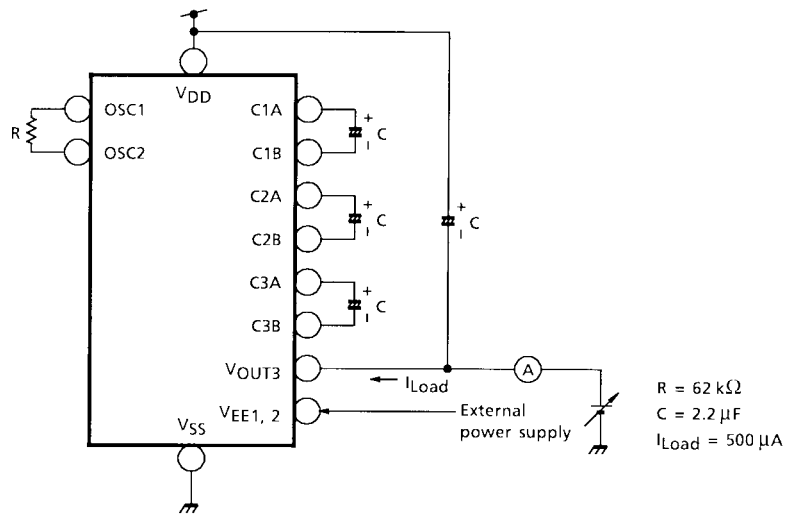 VDD
OSC1
OSC2
R
C1A
C1B
C2A
C2B
C3A
C3B
VOUT3
VEE1, 2
VSS
+
C
+
C
+
C
+
C
ILoad
A
External
power supply
R = 62 kΩ
C = 2.2 μF
ILoad = 500 μA